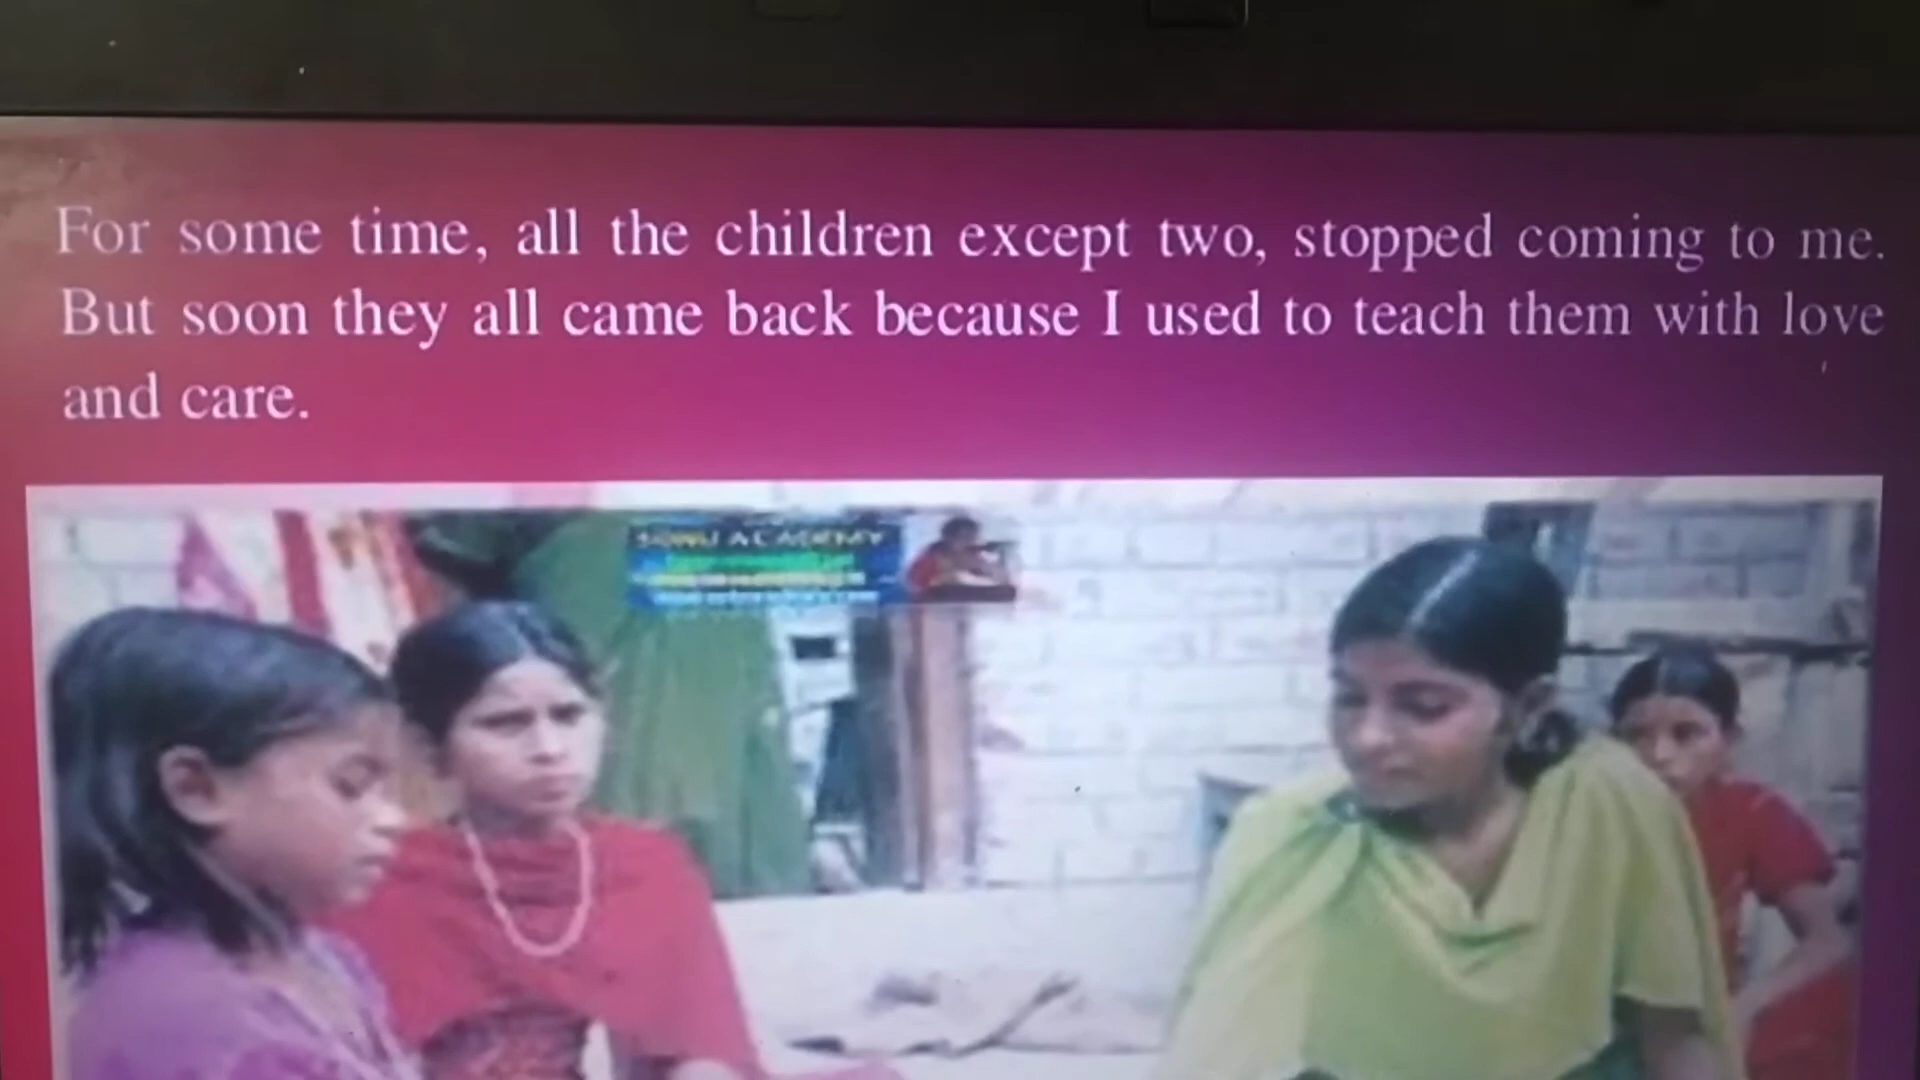 For some time, all the children except two, stopped coming to me.
But soon they all came back because I used to teach them with love
and care.
ACADEMY